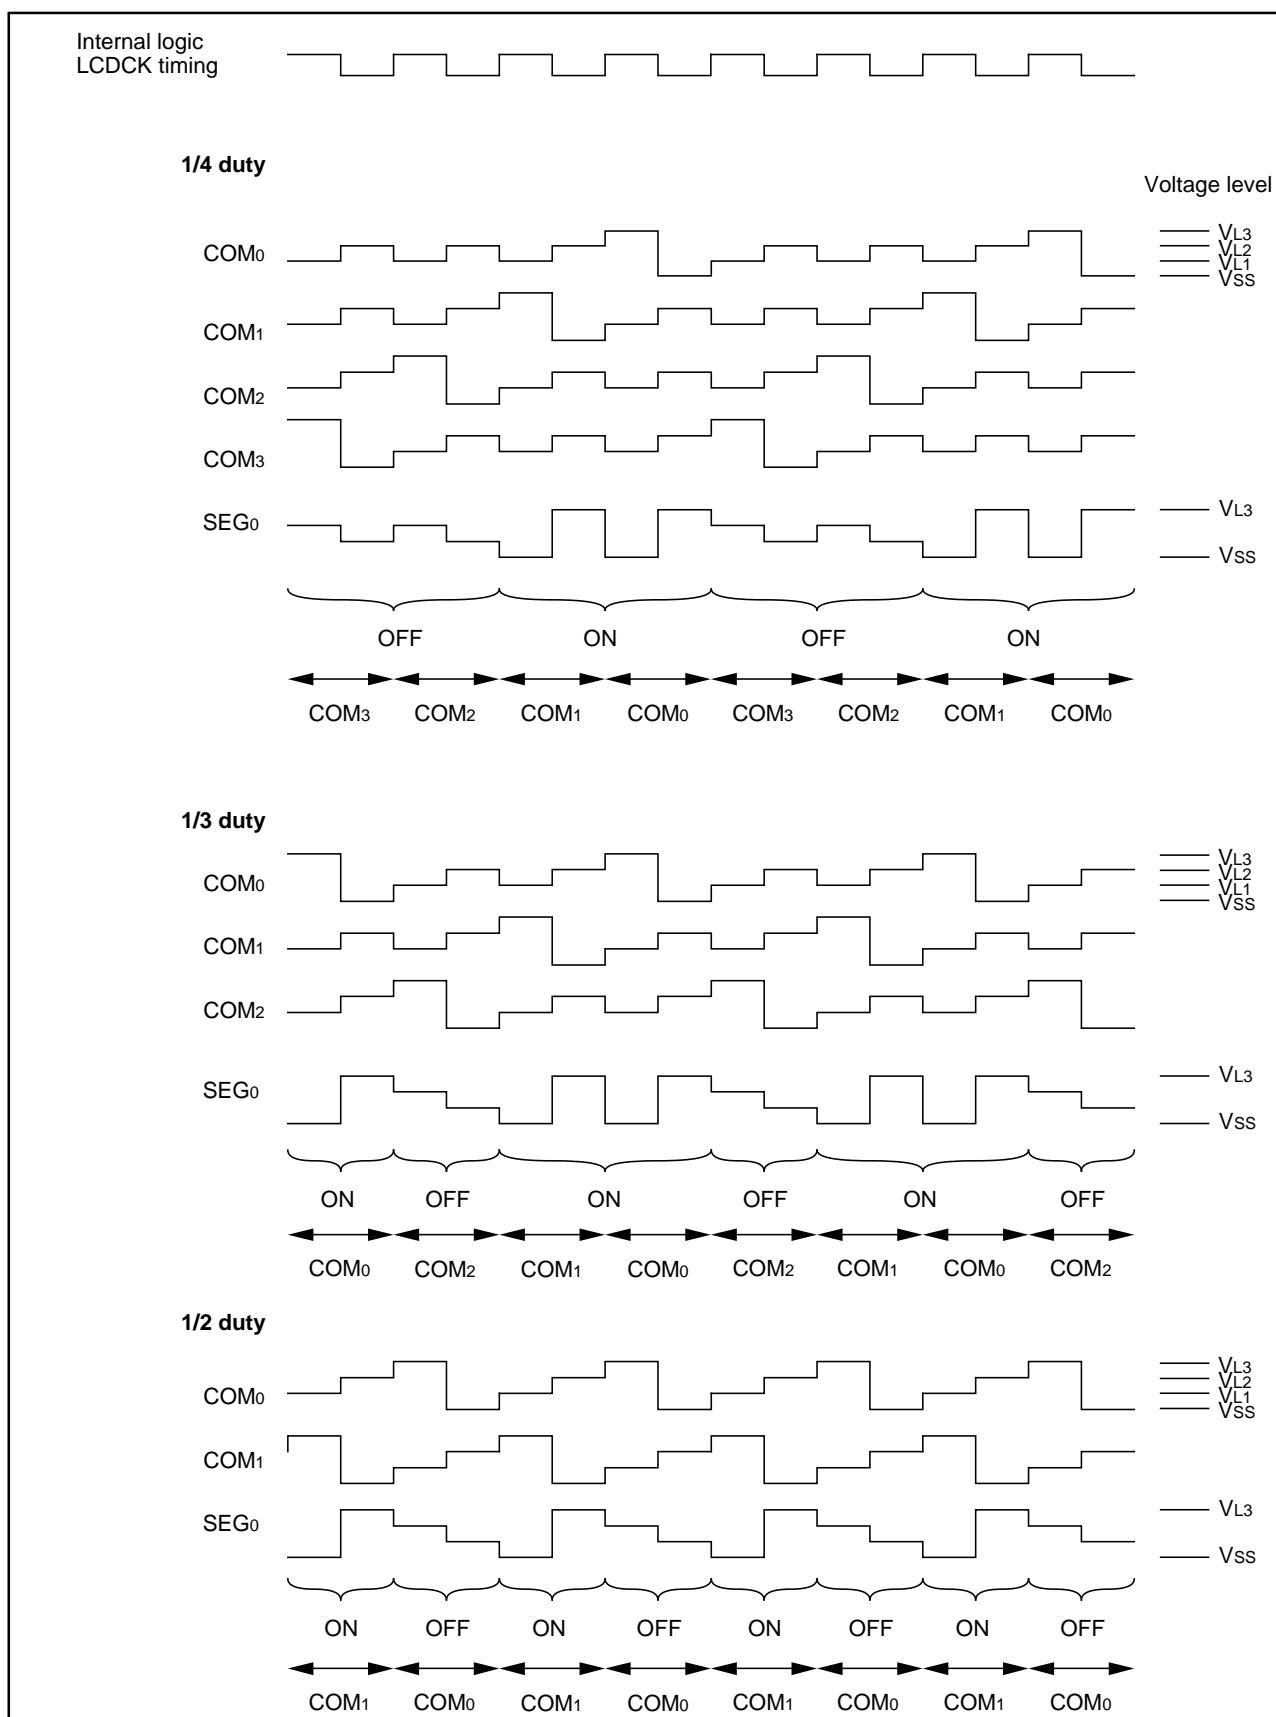 Internal logic
LCDCK timing
1/4 duty
Voltage level
COM0
VL3
VL2
VL1
VSS
COM1
COM2
COM3
SEG0
VL3
VSS
OFF ON OFF ON
COM3 COM2 COM1 COM0 COM3 COM2 COM1 COM0
1/3 duty
COM0
VL3
VL2
VL1
VSS
COM1
COM2
SEG0
VL3
VSS
ON OFF ON OFF ON OFF
COM0 COM2 COM1 COM0 COM2 COM1 COM0 COM2
1/2 duty
COM0
VL3
VL2
VL1
VSS
COM1
SEG0
VL3
VSS
ON OFF ON OFF ON OFF ON OFF
COM1 COM0 COM1 COM0 COM1 COM0 COM1 COM0